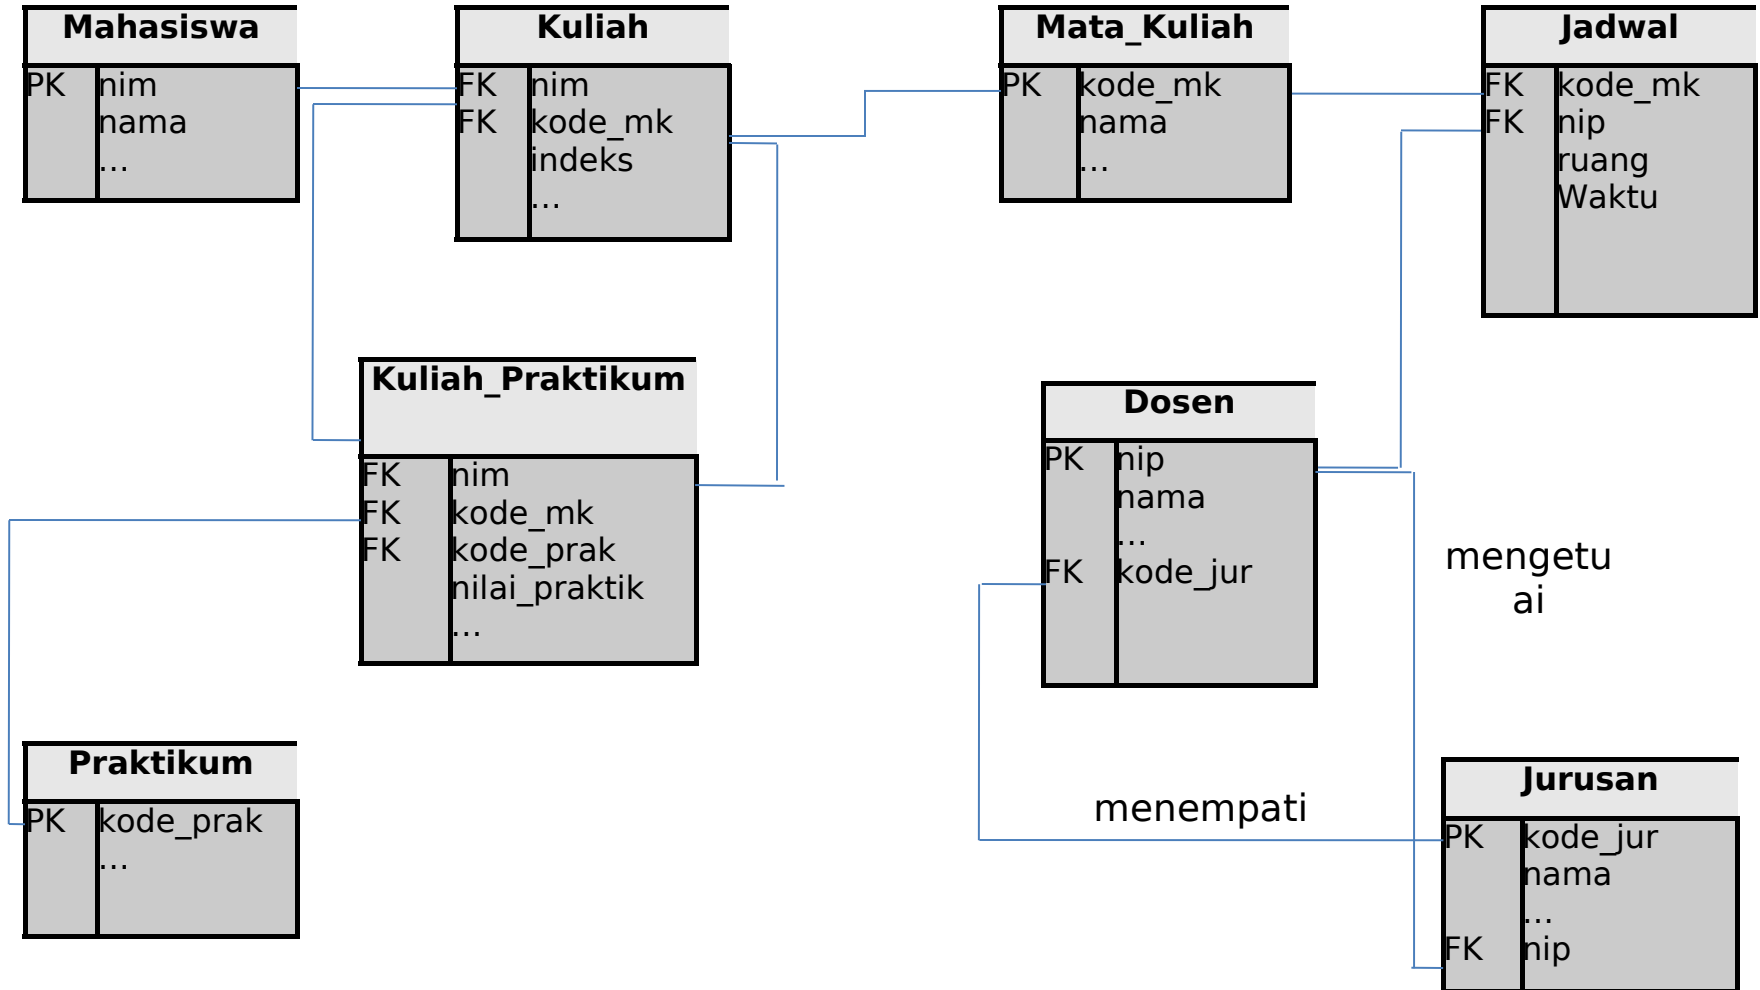 Mahasiswa
PK nim
nama
...
Kuliah
FK nim
FK kode_mk
indeks
...
Mata_Kuliah
PK kode_mk
nama
...
Jadwal
FK kode_mk
FK nip
ruang
Waktu
Kuliah_Praktikum
FK nim
FK kode_mk
FK kode_prak
nilai_praktik
...
Dosen
PK nip
nama
...
FK kode_jur
mengetu
ai
Praktikum
PK kode_prak
...
menempati
Jurusan
PK kode_jur
nama
...
FK nip